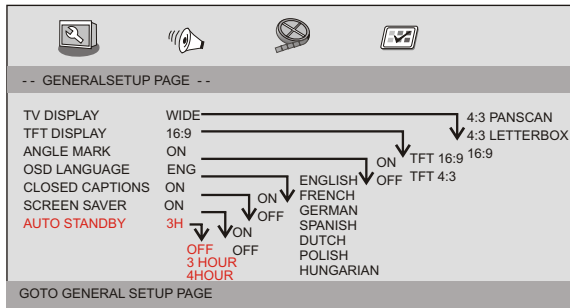 - - GENERALSETUP PAGE - -
TV DISPLAY WIDE 4:3 PANSCAN
TFT DISPLAY 16:9 4:3 LETTERBOX
ANGLE MARK ON ON TFT 16:9 16:9
OSD LANGUAGE ENG ENGLISH OFF TFT 4:3
CLOSED CAPTIONS ON ON FRENCH
SCREEN SAVER ON OFF GERMAN
AUTO STANDBY 3H ON SPANISH
OFF OFF DUTCH
3 HOUR POLISH
4HOUR HUNGARIAN
GOTO GENERAL SETUP PAGE